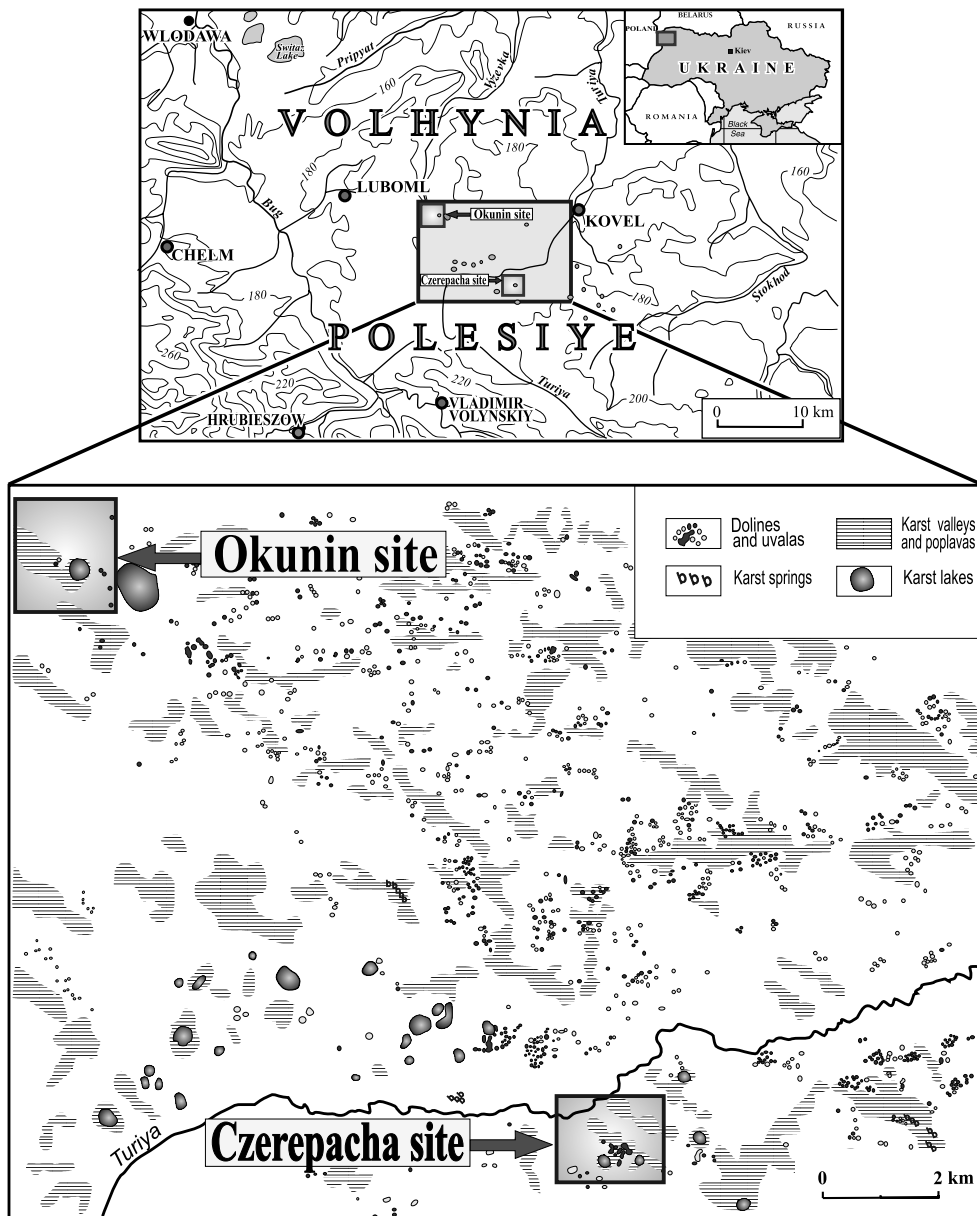 WLODAWA
Switaz
Lake
Pripyat
160
Vyzevka
Turiya
BELARUS
RUSSIA
POLAND
Kiev
UKRAINE
ROMANIA
Black
Sea
VOLHYNIA
180
180
180
160
LUBOML
Bug
Okunin site
KOVEL
CHELM
Czerepacha site
Stokhod
180
180
POLESIYE
260
220
220
Turiya
200
VLADIMIR
VOLYNSKIY
HRUBIESZOW
0 10 km
Okunin site
Dolines
and uvalas
Karst valleys
and poplavas
Karst springs
Karst lakes
Turiya
Czerepacha site
0 2 km